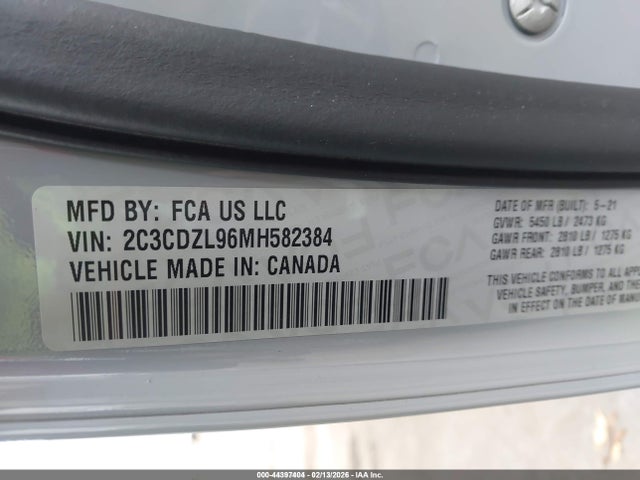 MFD BY: FCA US LLC
VIN: 2C3CDZL96MH582384
VEHICLE MADE IN: CANADA
DATE OF MFR (BUILT): 5-21
GVWR: 5450 LB / 2473 KG
GAWR FRONT: 2810 LB / 1275 KG
GAWR REAR: 2810 LB / 1275 KG
THIS VEHICLE CONFORMS TO ALL
VEHICLE SAFETY, BUMPER, AND THE
IN EFFECT ON THE DATE OF MANU
000-44397404 - 02/13/2026 - IAA Inc.